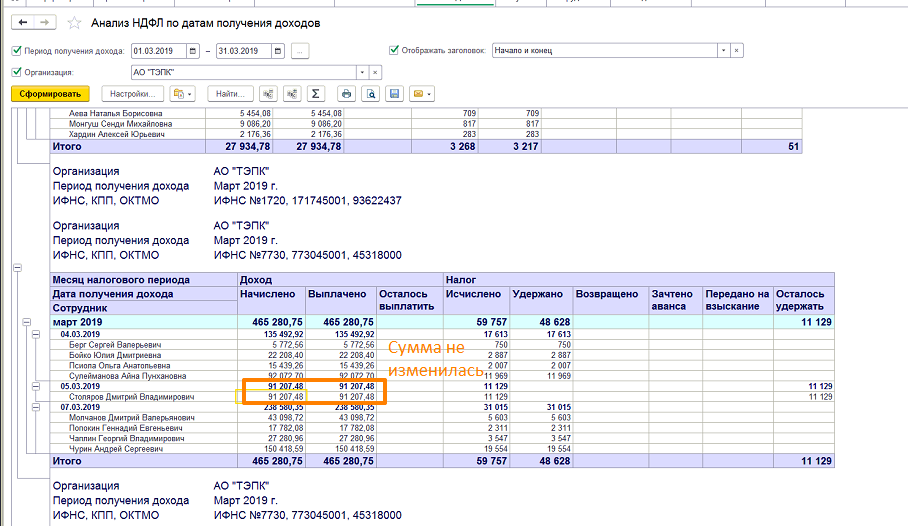 Анализ НДФЛ по датам получения доходов
Период получения дохода: 01.03.2019 – 31.03.2019 ... Отображать заголовок: Начало и конец
Организация: АО "ТЭПК"
Сформировать Настройки... Найти... Σ
Аева Наталья Борисовна 5 454,08 5 454,08 709 709
Монгуш Сенди Михайловна 9 086,20 9 086,20 817 817
Хардин Алексей Юрьевич 2 176,36 2 176,36 283 283
Итого 27 934,78 27 934,78 3 268 3 217 51
Организация АО "ТЭПК"
Период получения дохода Март 2019 г.
ИФНС, КПП, ОКТМО ИФНС №1720, 171745001, 93622437
Организация АО "ТЭПК"
Период получения дохода Март 2019 г.
ИФНС, КПП, ОКТМО ИФНС №7730, 773045001, 45318000
Месяц налогового периода Доход Налог
Дата получения дохода Начислено Выплачено Осталось выплатить Исчислено Удержано Возвращено Зачтено аванса Передано на взыскание Осталось удержать
Сотрудник
март 2019 465 280,75 465 280,75 59 757 48 628 11 129
04.03.2019 135 492,92 135 492,92 17 613 17 613
Берг Сергей Валерьевич 5 772,56 5 772,56 750 750
Бойко Юлия Дмитриевна 22 208,40 22 208,40 2 887 2 887
Псиола Ольга Анатольевна 15 439,26 15 439,26 2 007 2 007
Сулейманова Айна Пунхановна 92 072,70 92 072,70 11 969 11 969
Сумма не
изменилась.
05.03.2019 91 207,48 91 207,48 11 129 11 129
Столяров Дмитрий Владимирович 91 207,48 91 207,48 11 129 11 129
07.03.2019 238 580,35 238 580,35 31 015 31 015
Молчанов Дмитрий Валерьянович 43 098,72 43 098,72 5 603 5 603
Попокин Геннадий Евгеньевич 17 782,08 17 782,08 2 311 2 311
Чаплин Георгий Владимирович 27 280,96 27 280,96 3 547 3 547
Чурин Андрей Сергеевич 150 418,59 150 418,59 19 554 19 554
Итого 465 280,75 465 280,75 59 757 48 628 11 129
Организация АО "ТЭПК"
Период получения дохода Март 2019 г.
ИФНС, КПП, ОКТМО ИФНС №7730, 773045001, 45318000